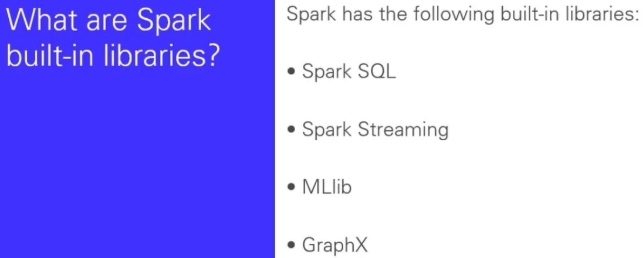 What are Spark
built-in libraries?
Spark has the following built-in libraries:
• Spark SQL
• Spark Streaming
• MLlib
• GraphX